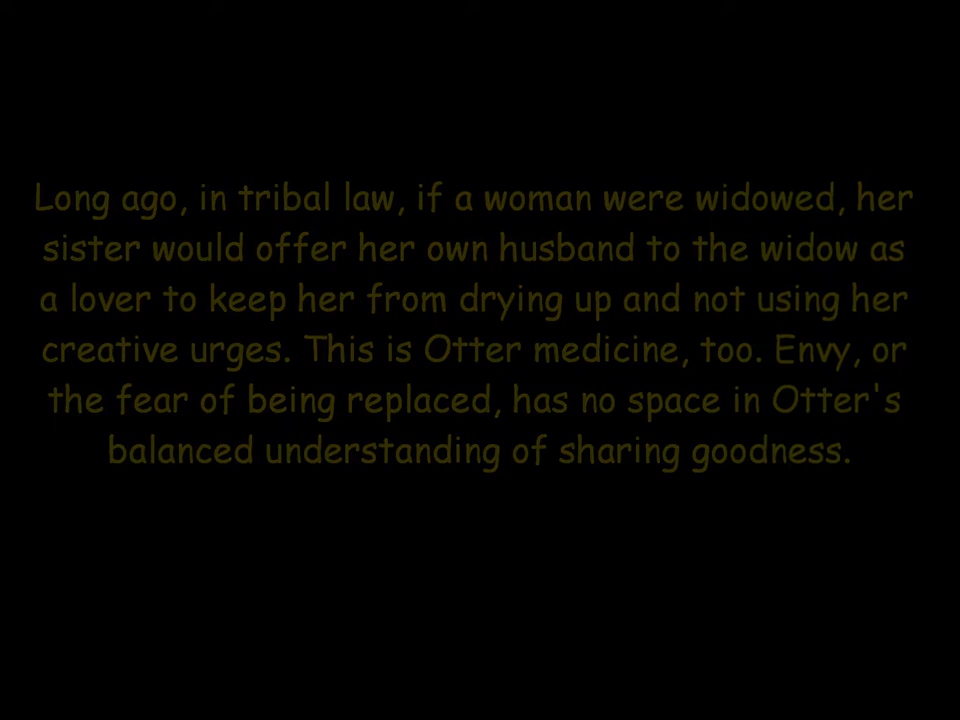 Long ago, in tribal law, if a woman were widowed, her
sister would offer her own husband to the widow as
a lover to keep her from drying up and not using her
creative urges. This is Otter medicine, too. Envy, or
the fear of being replaced, has no space in Otter's
balanced understanding of sharing goodness.